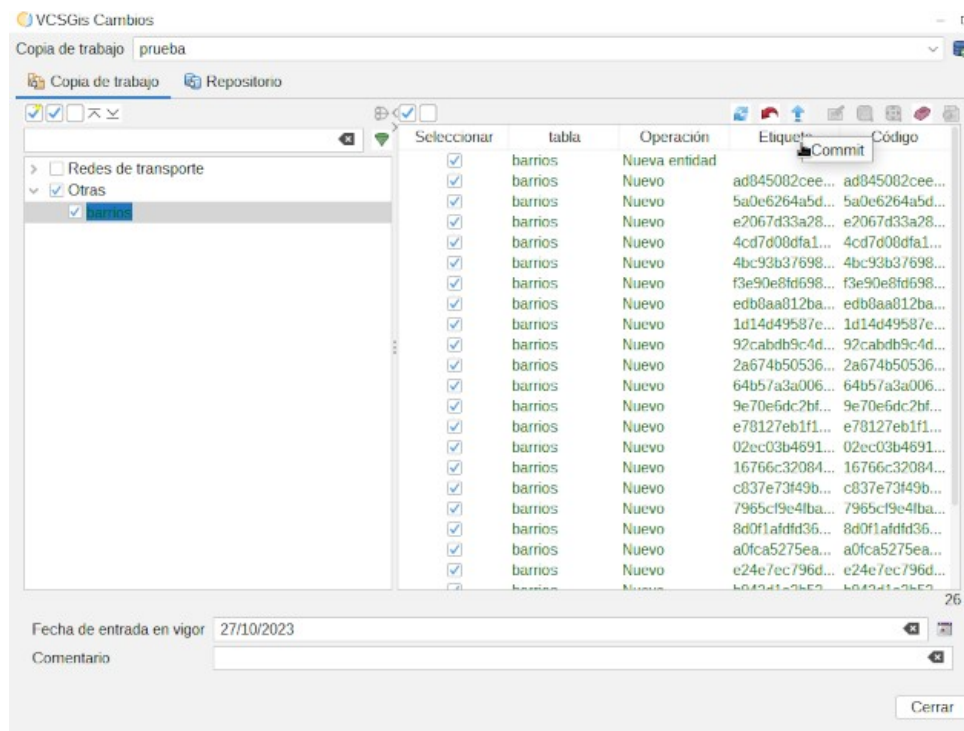 VCSGis Cambios
Copia de trabajo prueba
Copia de trabajo Repositorio
Seleccionar tabla Operación Etiqueta Código
Commit
Redes de transporte
Otras
barrios
barrios Nueva entidad
barrios Nuevo ad845082cee... ad845082cee...
barrios Nuevo 5a0e6264a5d... 5a0e6264a5d...
barrios Nuevo e2067d33a28... e2067d33a28...
barrios Nuevo 4cd7d08dfa1... 4cd7d08dfa1...
barrios Nuevo 4bc93b37698... 4bc93b37698...
barrios Nuevo f3e90e8fd698... f3e90e8fd698...
barrios Nuevo edb8aa812ba... edb8aa812ba...
barrios Nuevo 1d14d49587e... 1d14d49587e...
barrios Nuevo 92cabdb9c4d... 92cabdb9c4d...
barrios Nuevo 2a674b50536... 2a674b50536...
barrios Nuevo 64b57a3a006... 64b57a3a006...
barrios Nuevo 9e70e6dc2bf... 9e70e6dc2bf...
barrios Nuevo e78127eb1f1... e78127eb1f1...
barrios Nuevo 02ec03b4691... 02ec03b4691...
barrios Nuevo 16766c32084... 16766c32084...
barrios Nuevo c837e73f49b... c837e73f49b...
barrios Nuevo 7965cf9e4fba... 7965cf9e4fba...
barrios Nuevo 8d0f1afdfd36... 8d0f1afdfd36...
barrios Nuevo a0fca5275ea... a0fca5275ea...
barrios Nuevo e24e7ec796d... e24e7ec796d...
26
Fecha de entrada en vigor 27/10/2023
Comentario
Cerrar